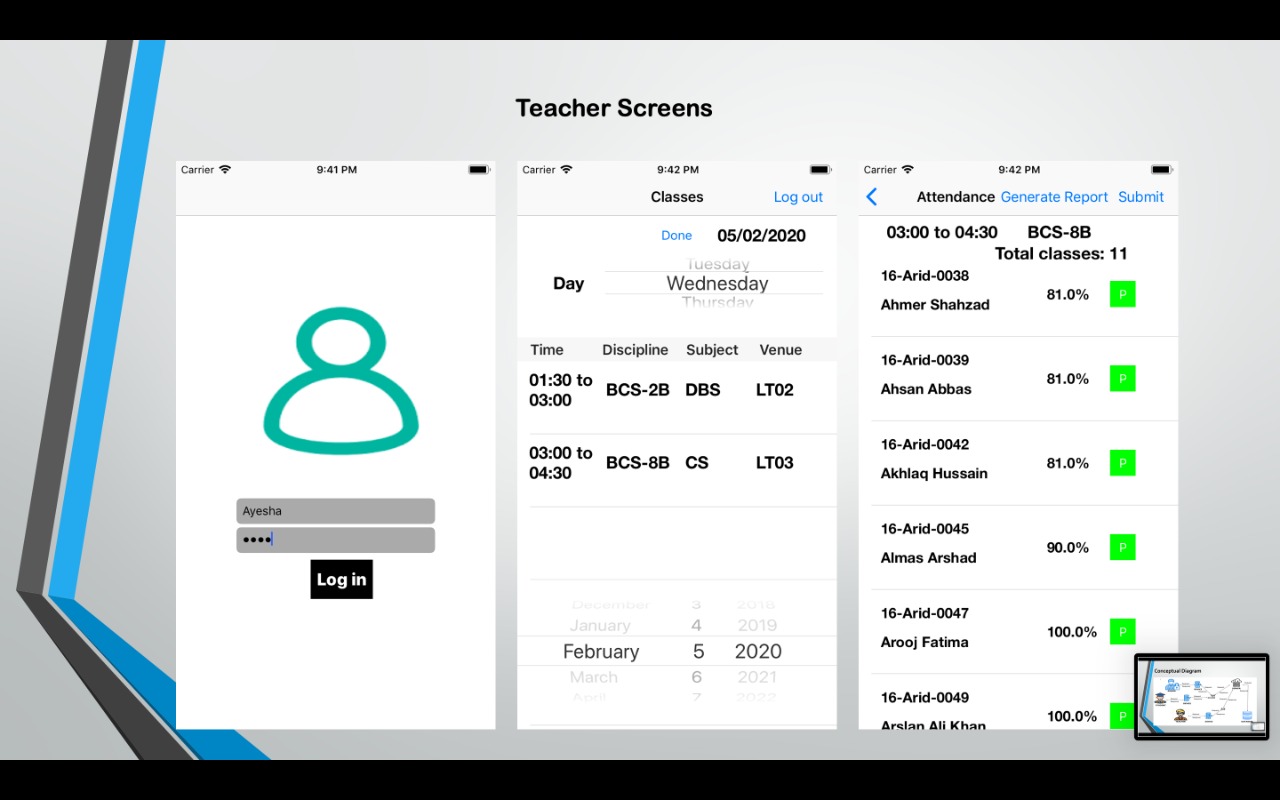 Teacher Screens
Carrier 9:41 PM
Ayesha
Log in
Carrier 9:42 PM
Classes Log out
Done 05/02/2020
Tuesday
Day Wednesday
Thursday
Time Discipline Subject Venue
01:30 to 03:00 BCS-2B DBS LT02
03:00 to 04:30 BCS-8B CS LT03
December 3 2018
January 4 2019
February 5 2020
March 6 2021
April 7 2022
Carrier 9:42 PM
Attendance Generate Report Submit
03:00 to 04:30 BCS-8B
Total classes: 11
16-Arid-0038
Ahmer Shahzad 81.0% P
16-Arid-0039
Ahsan Abbas 81.0% P
16-Arid-0042
Akhlaq Hussain 81.0% P
16-Arid-0045
Almas Arshad 90.0% P
16-Arid-0047
Arooj Fatima 100.0% P
16-Arid-0049
Arslan Ali Khan 100.0% P
Conceptual Diagram